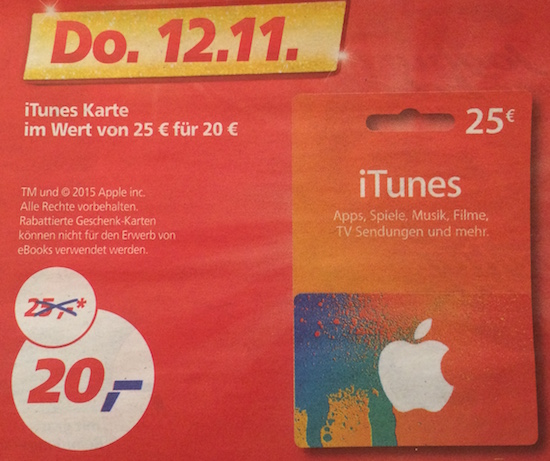 Do. 12.11.
iTunes Karte
im Wert von 25 € für 20 €
TM und © 2015 Apple inc.
Alle Rechte vorbehalten.
Rabattierte Geschenk-Karten
können nicht für den Erwerb von
eBooks verwendet werden.
25,-*
20,-
25€
iTunes
Apps, Spiele, Musik, Filme,
TV Sendungen und mehr.